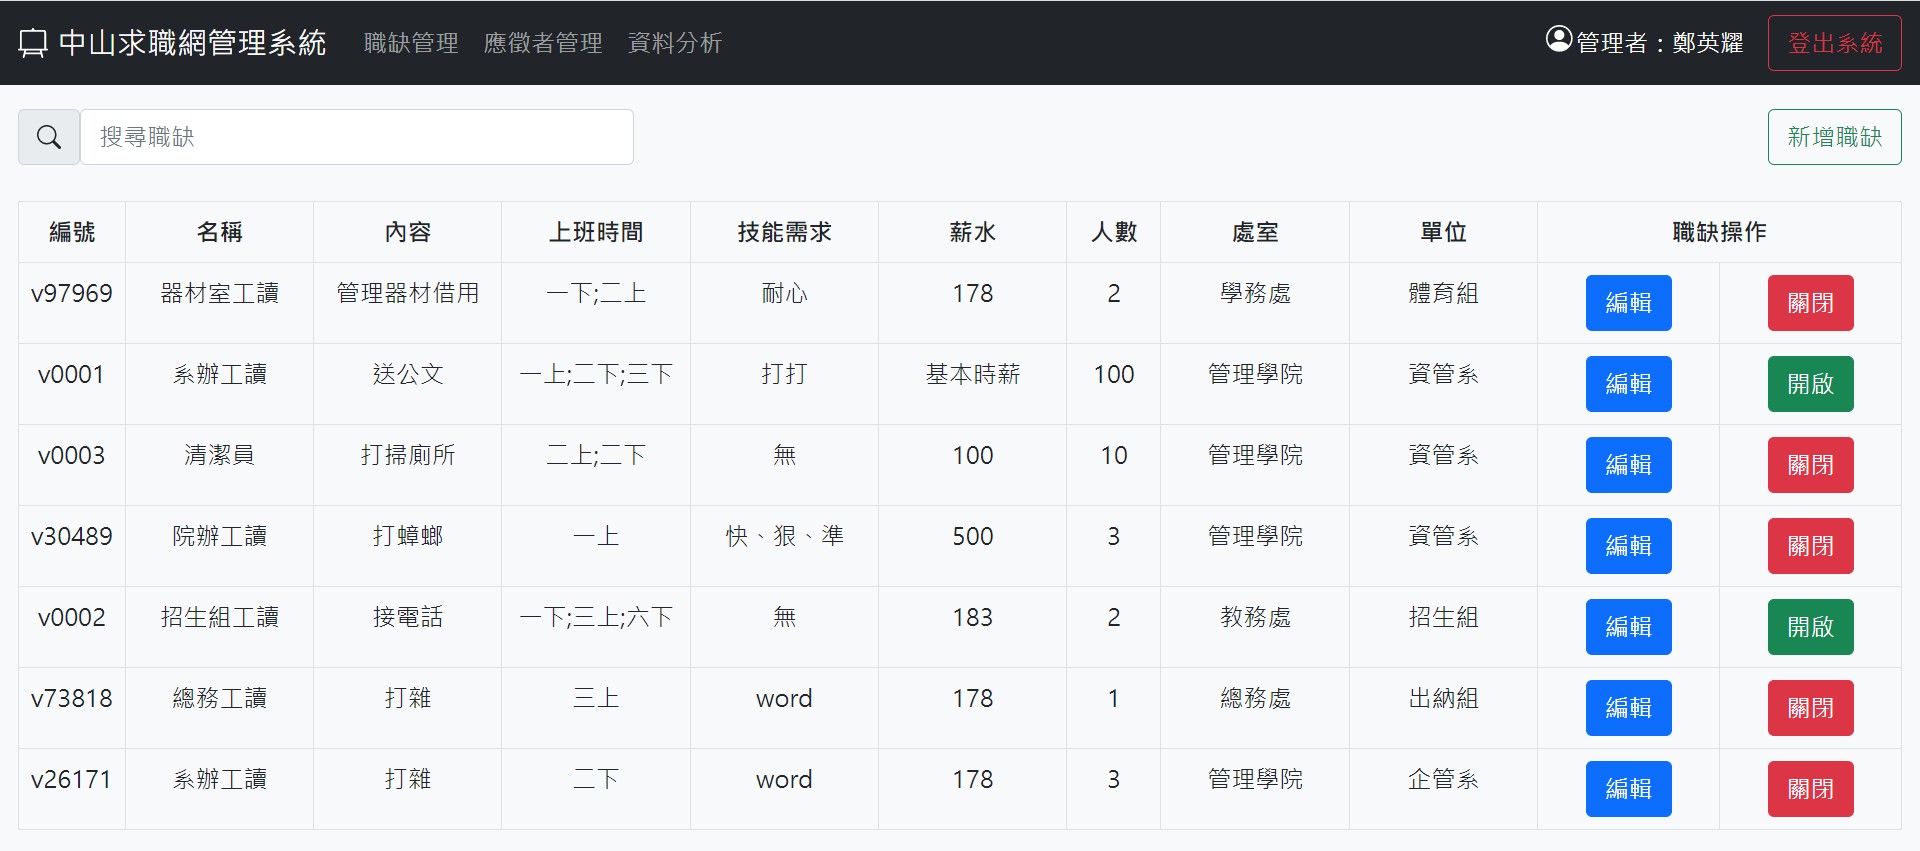 中山求職網管理系統 職缺管理 應徵者管理 資料分析 管理者：鄭英耀 登出系統
搜尋職缺 新增職缺
編號 名稱 內容 上班時間 技能需求 薪水 人數 處室 單位 職缺操作
v97969 器材室工讀 管理器材借用 一下;二上 耐心 178 2 學務處 體育組 編輯 關閉
v0001 系辦工讀 送公文 一上;二下;三下 打打 基本時薪 100 管理學院 資管系 編輯 開啟
v0003 清潔員 打掃廁所 二上;二下 無 100 10 管理學院 資管系 編輯 關閉
v30489 院辦工讀 打蟑螂 一上 快、狠、準 500 3 管理學院 資管系 編輯 關閉
v0002 招生組工讀 接電話 一下;三上;六下 無 183 2 教務處 招生組 編輯 開啟
v73818 總務工讀 打雜 三上 word 178 1 總務處 出納組 編輯 關閉
v26171 系辦工讀 打雜 二下 word 178 3 管理學院 企管系 編輯 關閉